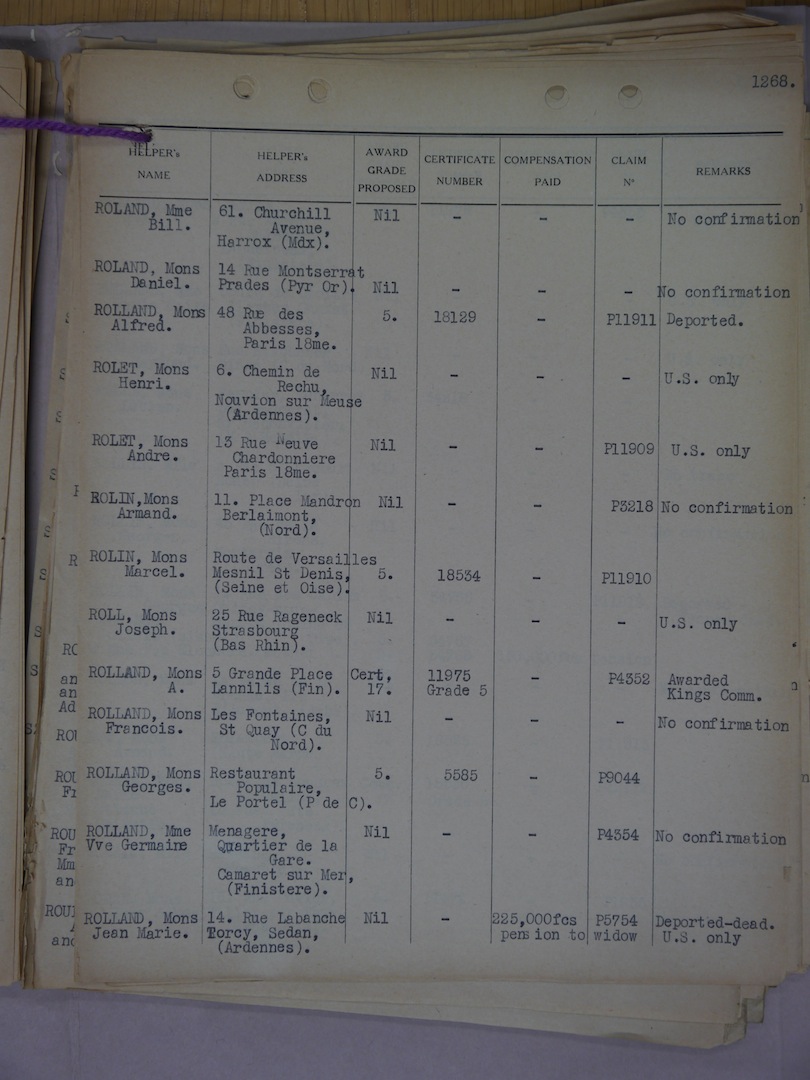 1268.
HELPER's NAME HELPER's ADDRESS AWARD GRADE PROPOSED CERTIFICATE NUMBER COMPENSATION PAID CLAIM N° REMARKS
ROLAND, Mme 61. Churchill Nil - - - No confirmation
Bill. Avenue,
Harrox (Mdx).
ROLAND, Mons 14 Rue Montserrat
Daniel. Prades (Pyr Or). Nil - - - No confirmation
ROLLAND, Mons 48 Rue des 5. 18129 - P11911 Deported.
Alfred. Abbesses,
Paris 18me.
ROLET, Mons 6. Chemin de Nil - - - U.S. only
Henri. Rechu,
Nouvion sur Meuse
(Ardennes).
ROLET, Mons 13 Rue Neuve Nil - - P11909 U.S. only
Andre. Chardonniere
Paris 18me.
ROLIN,Mons 11. Place Mandron Nil - - P3218 No confirmation
Armand. Berlaimont,
(Nord).
ROLIN, Mons Route de Versailles
Marcel. Mesnil St Denis, 5. 18534 - P11910
(Seine et Oise).
ROLL, Mons 25 Rue Rageneck Nil - - - U.S. only
Joseph. Strasbourg
(Bas Rhin).
ROLLAND, Mons 5 Grande Place Cert, 11975 - P4352 Awarded
A. Lannilis (Fin). 17. Grade 5 Kings Comm.
ROLLAND, Mons Les Fontaines, Nil - - - No confirmation
Francois. St Quay (C du
Nord).
ROLLAND, Mons Restaurant 5. 5585 - P9044
Georges. Populaire,
Le Portel (P de C).
ROLLAND, Mme Menagere, Nil - - P4354 No confirmation
Vve Germaine Quartier de la
Gare.
Camaret sur Mer,
(Finistere).
ROLLAND, Mons 14. Rue Labanche Nil - 225,000fcs P5754 Deported-dead.
Jean Marie. Torcy, Sedan, pension to widow U.S. only
(Ardennes).